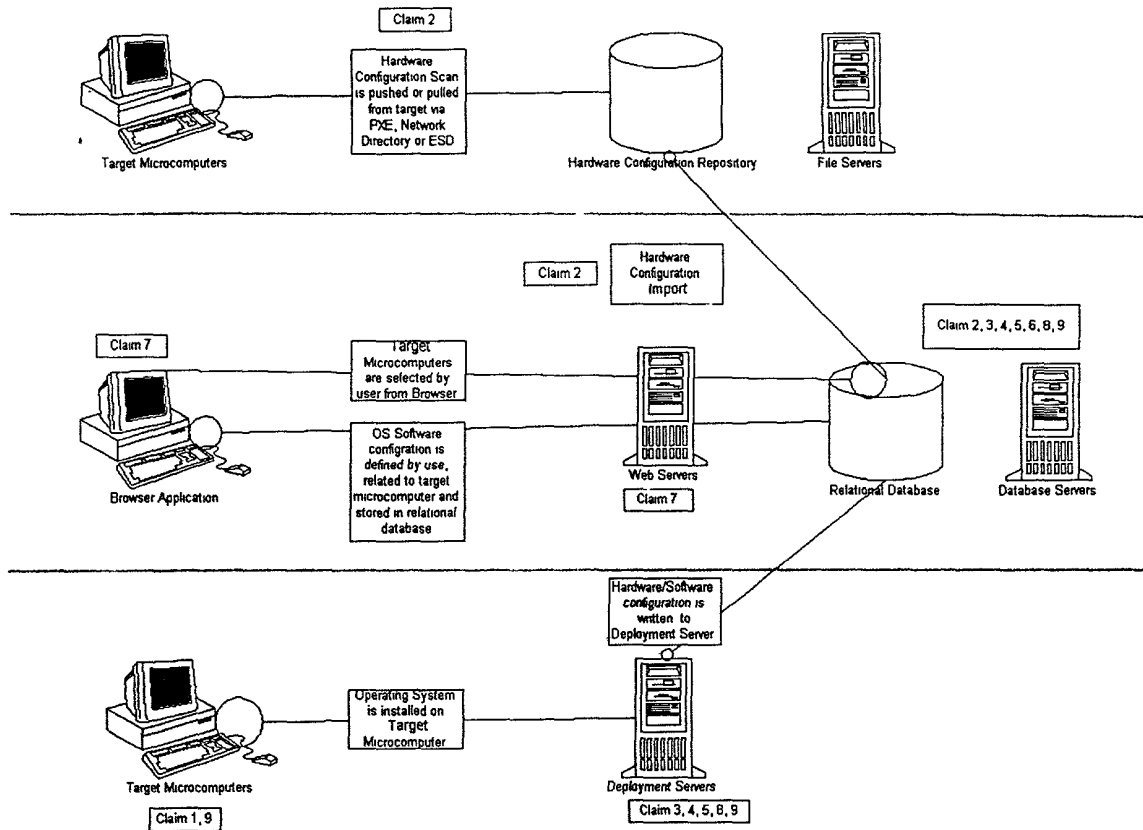 Claim 2
Hardware
Configuration Scan
is pushed or pulled
from target via
PXE, Network
Directory or ESD
Target Microcomputers
Hardware Configuration Repository
File Servers
Claim 2
Hardware
Configuration
Import
Claim 2, 3, 4, 5, 6, 8, 9
Claim 7
Target
Microcomputers
are selected by
user from Browser
OS Software
configration is
defined by use,
related to target
microcomputer and
stored in relational
database
Browser Application
Web Servers
Claim 7
Relational Database
Database Servers
Hardware/Software
configuration is
written to
Deployment Server
Operating System
is installed on
Target
Microcomputer
Target Microcomputers
Claim 1, 9
Deployment Servers
Claim 3, 4, 5, 8, 9